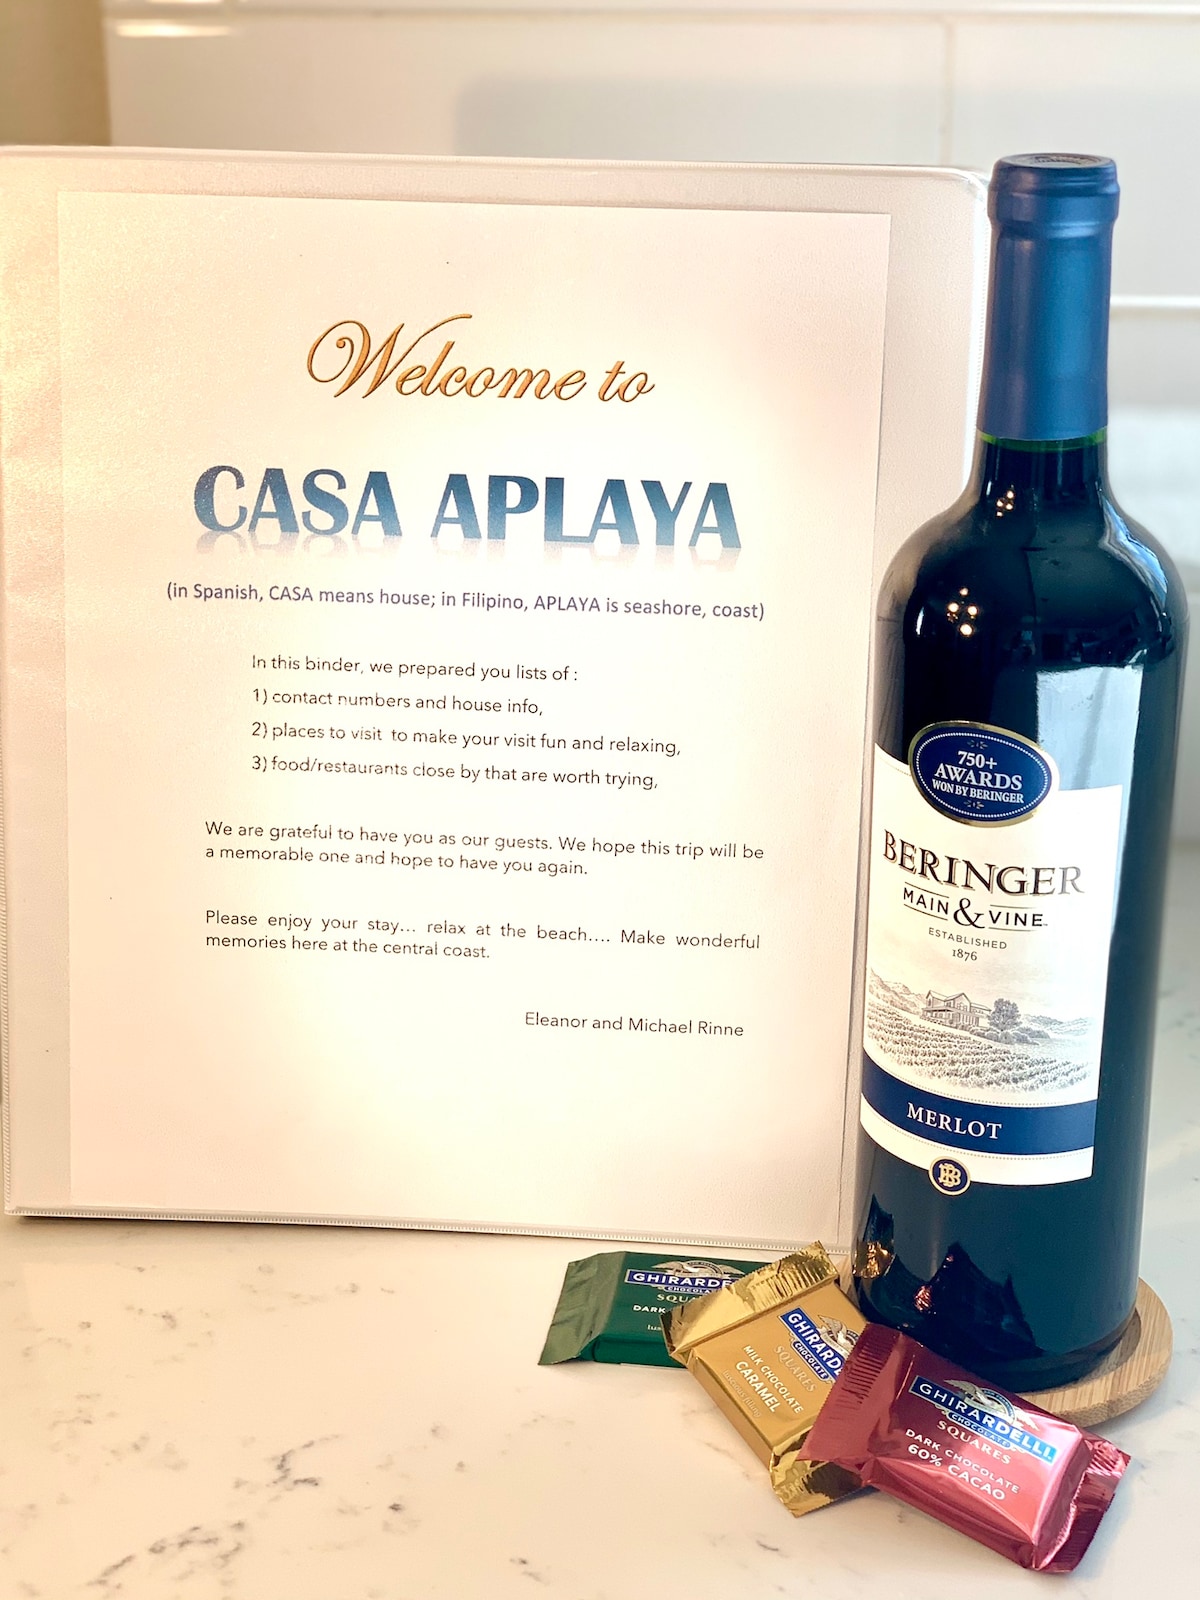 Welcome to
CASA APLAYA
(in Spanish, CASA means house; in Filipino, APLAYA is seashore, coast)
In this binder, we prepared you lists of :
1) contact numbers and house info,
2) places to visit to make your visit fun and relaxing,
3) food/restaurants close by that are worth trying,
We are grateful to have you as our guests. We hope this trip will be
a memorable one and hope to have you again.
Please enjoy your stay... relax at the beach.... Make wonderful
memories here at the central coast.
Eleanor and Michael Rinne
750+
AWARDS
WON BY BERINGER
BERINGER
MAIN & VINE
ESTABLISHED
1876
MERLOT
GHIRARDELLI
CHOCOLATE
DARK
GHIRARDELLI
CHOCOLATE
SQUARES
MILK CHOCOLATE
CARAMEL
GHIRARDELLI
CHOCOLATE
SQUARES
DARK CHOCOLATE
60% CACAO